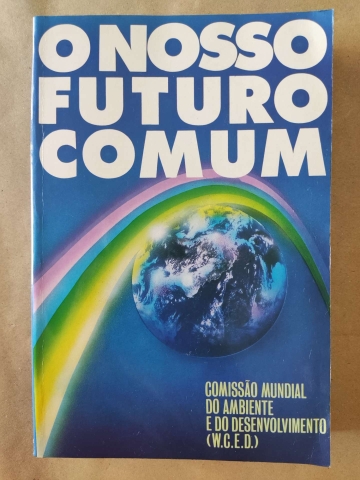 O NOSSO
FUTURO
COMUM
COMISSÃO MUNDIAL
DO AMBIENTE
E DO DESENVOLVIMENTO
(W.C.E.D.)